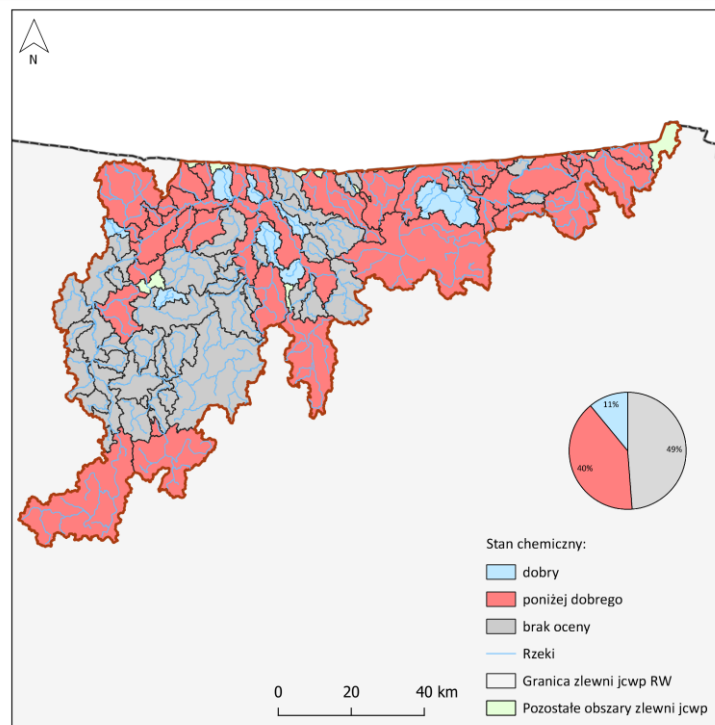 N
11%
49%
40%
Stan chemiczny:
dobry
poniżej dobrego
brak oceny
Rzeki
Granica zlewni jcwp RW
Pozostałe obszary zlewni jcwp
0 20 40 km